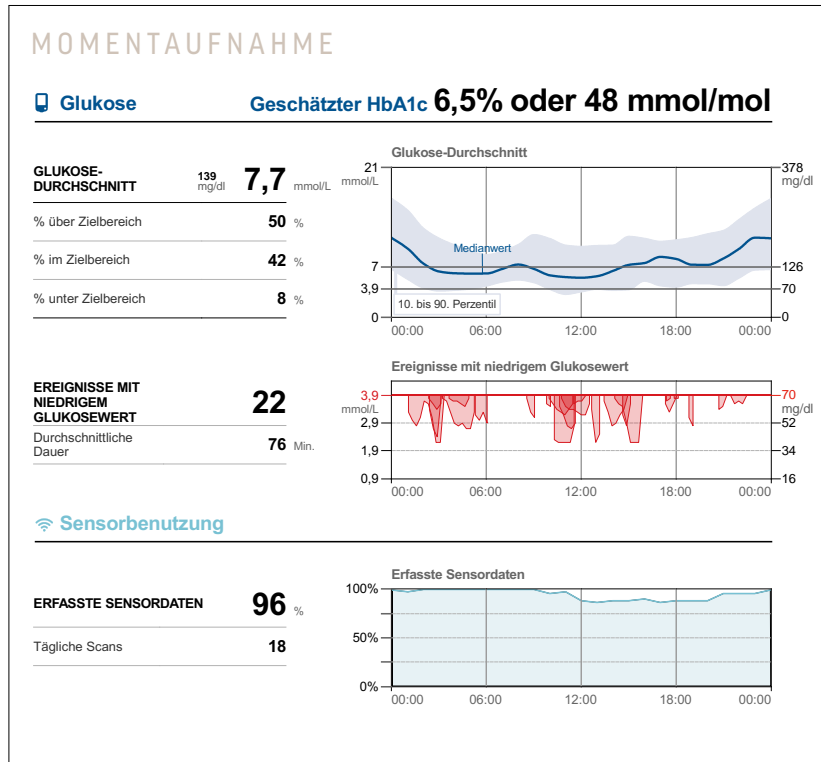 MOMENTAUFNAHME
Glukose
Geschätzter HbA1c 6,5% oder 48 mmol/mol
GLUKOSE-
DURCHSCHNITT
139
mg/dl
7,7 mmol/L
% über Zielbereich 50 %
% im Zielbereich 42 %
% unter Zielbereich 8 %
Glukose-Durchschnitt
21
mmol/L
7
3,9
0
378
mg/dl
126
70
0
Medianwert
10. bis 90. Perzentil
00:00 06:00 12:00 18:00 00:00
EREIGNISSE MIT
NIEDRIGEM
GLUKOSEWERT
22
Durchschnittliche
Dauer
76 Min.
Ereignisse mit niedrigem Glukosewert
3,9
mmol/L
2,9
1,9
0,9
70
mg/dl
52
34
16
00:00 06:00 12:00 18:00 00:00
Sensorbenutzung
ERFASSTE SENSORDATEN 96 %
Tägliche Scans 18
Erfasste Sensordaten
100%
50%
0%
00:00 06:00 12:00 18:00 00:00